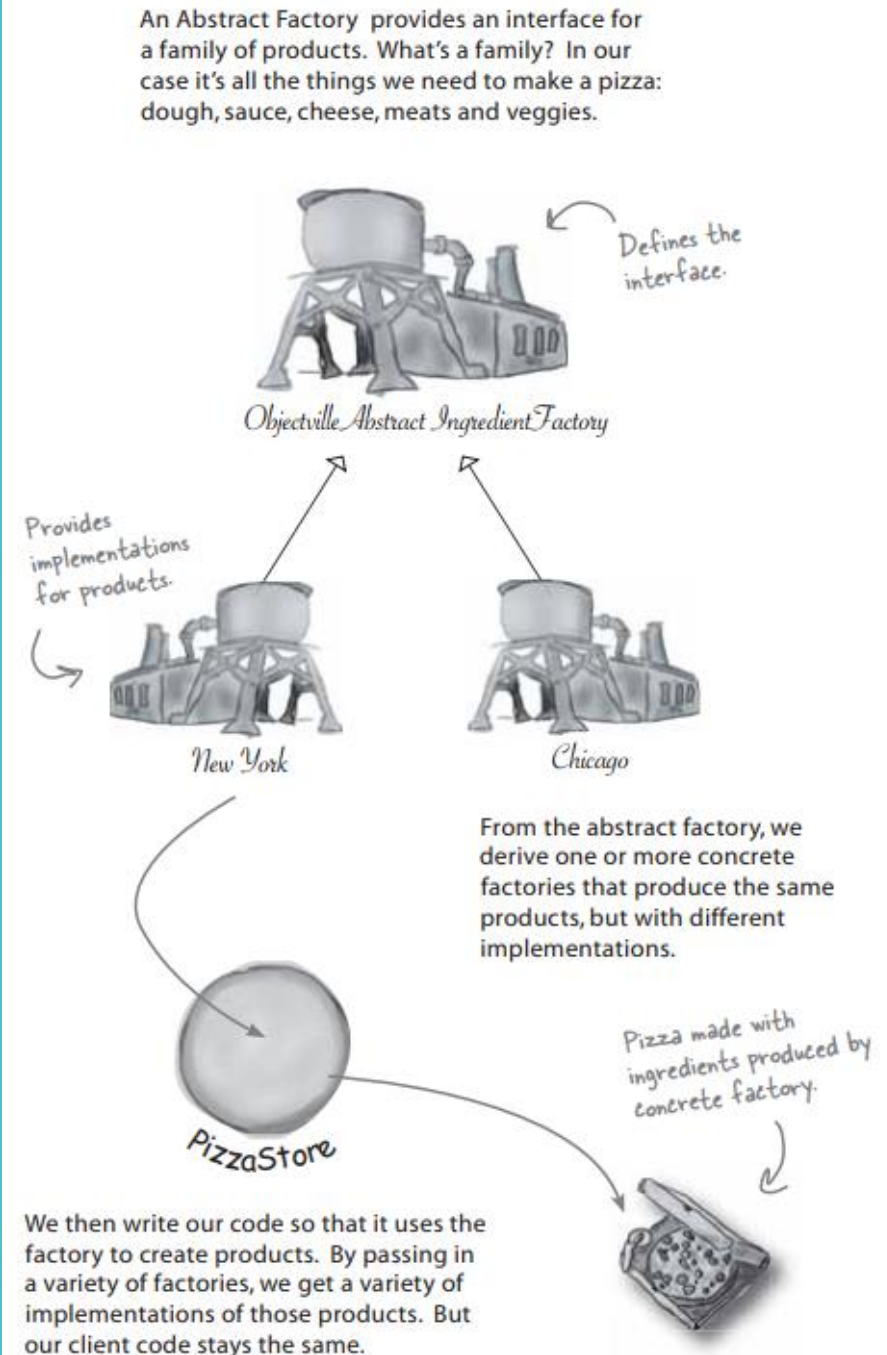 An Abstract Factory provides an interface for
a family of products. What's a family? In our
case it's all the things we need to make a pizza:
dough, sauce, cheese, meats and veggies.
Defines the
interface.
Objectville Abstract IngredientFactory
Provides
implementations
for products.
New York
Chicago
From the abstract factory, we
derive one or more concrete
factories that produce the same
products, but with different
implementations.
Pizza made with
ingredients produced by
concrete factory.
PizzaStore
We then write our code so that it uses the
factory to create products. By passing in
a variety of factories, we get a variety of
implementations of those products. But
our client code stays the same.